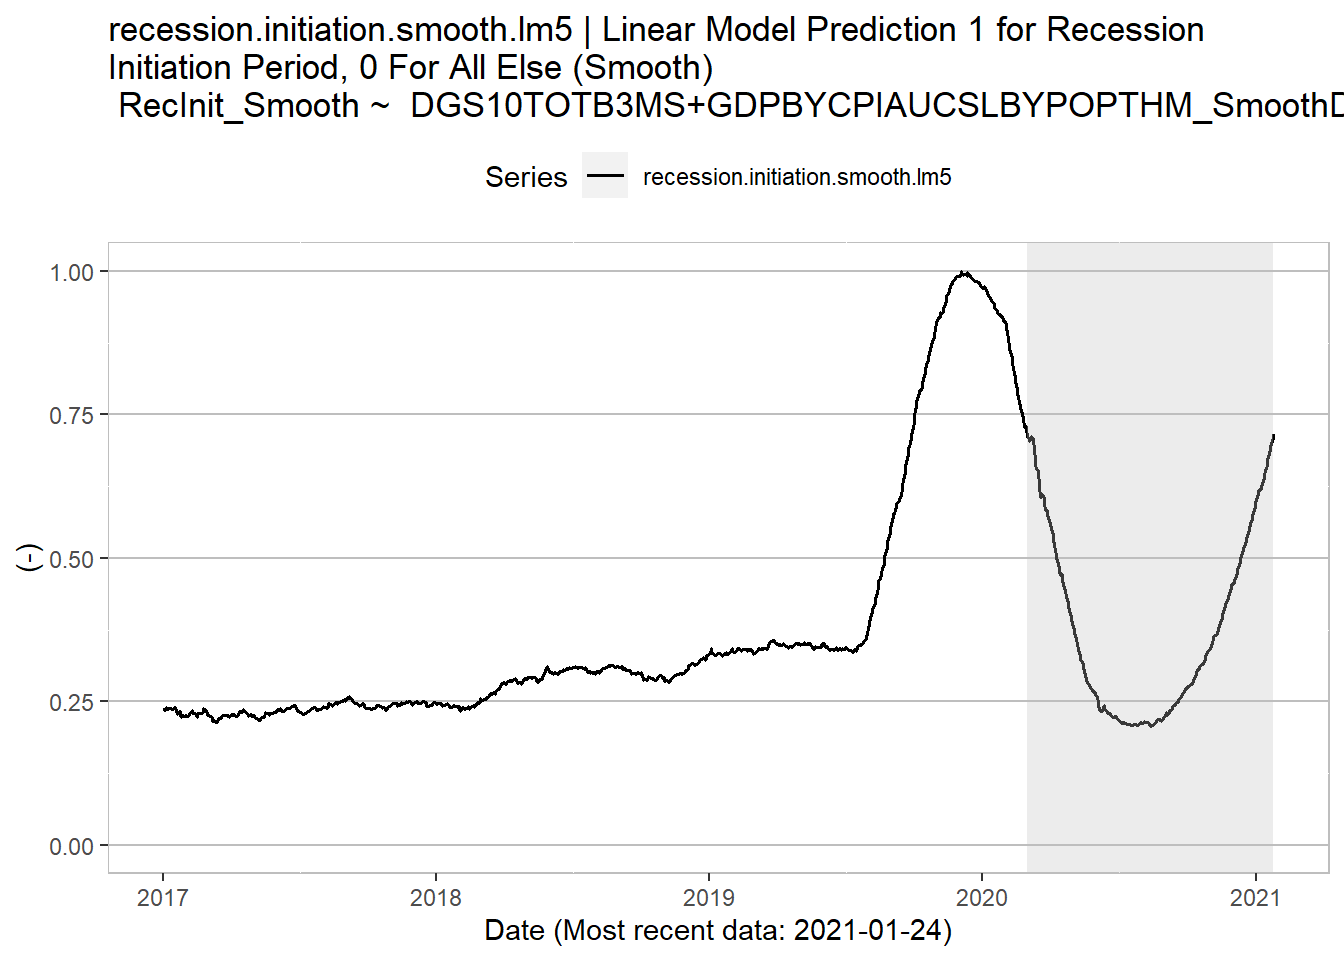 recession.initiation.smooth.lm5 | Linear Model Prediction 1 for Recession
Initiation Period, 0 For All Else (Smooth)
RecInit_Smooth ~ DGS10TOTB3MS+GDPBYCPIAUCSLBYPOPTHM_SmoothD
Series recession.initiation.smooth.lm5
1.00
0.75
0.50
0.25
0.00
(-)
2017 2018 2019 2020 2021
Date (Most recent data: 2021-01-24)